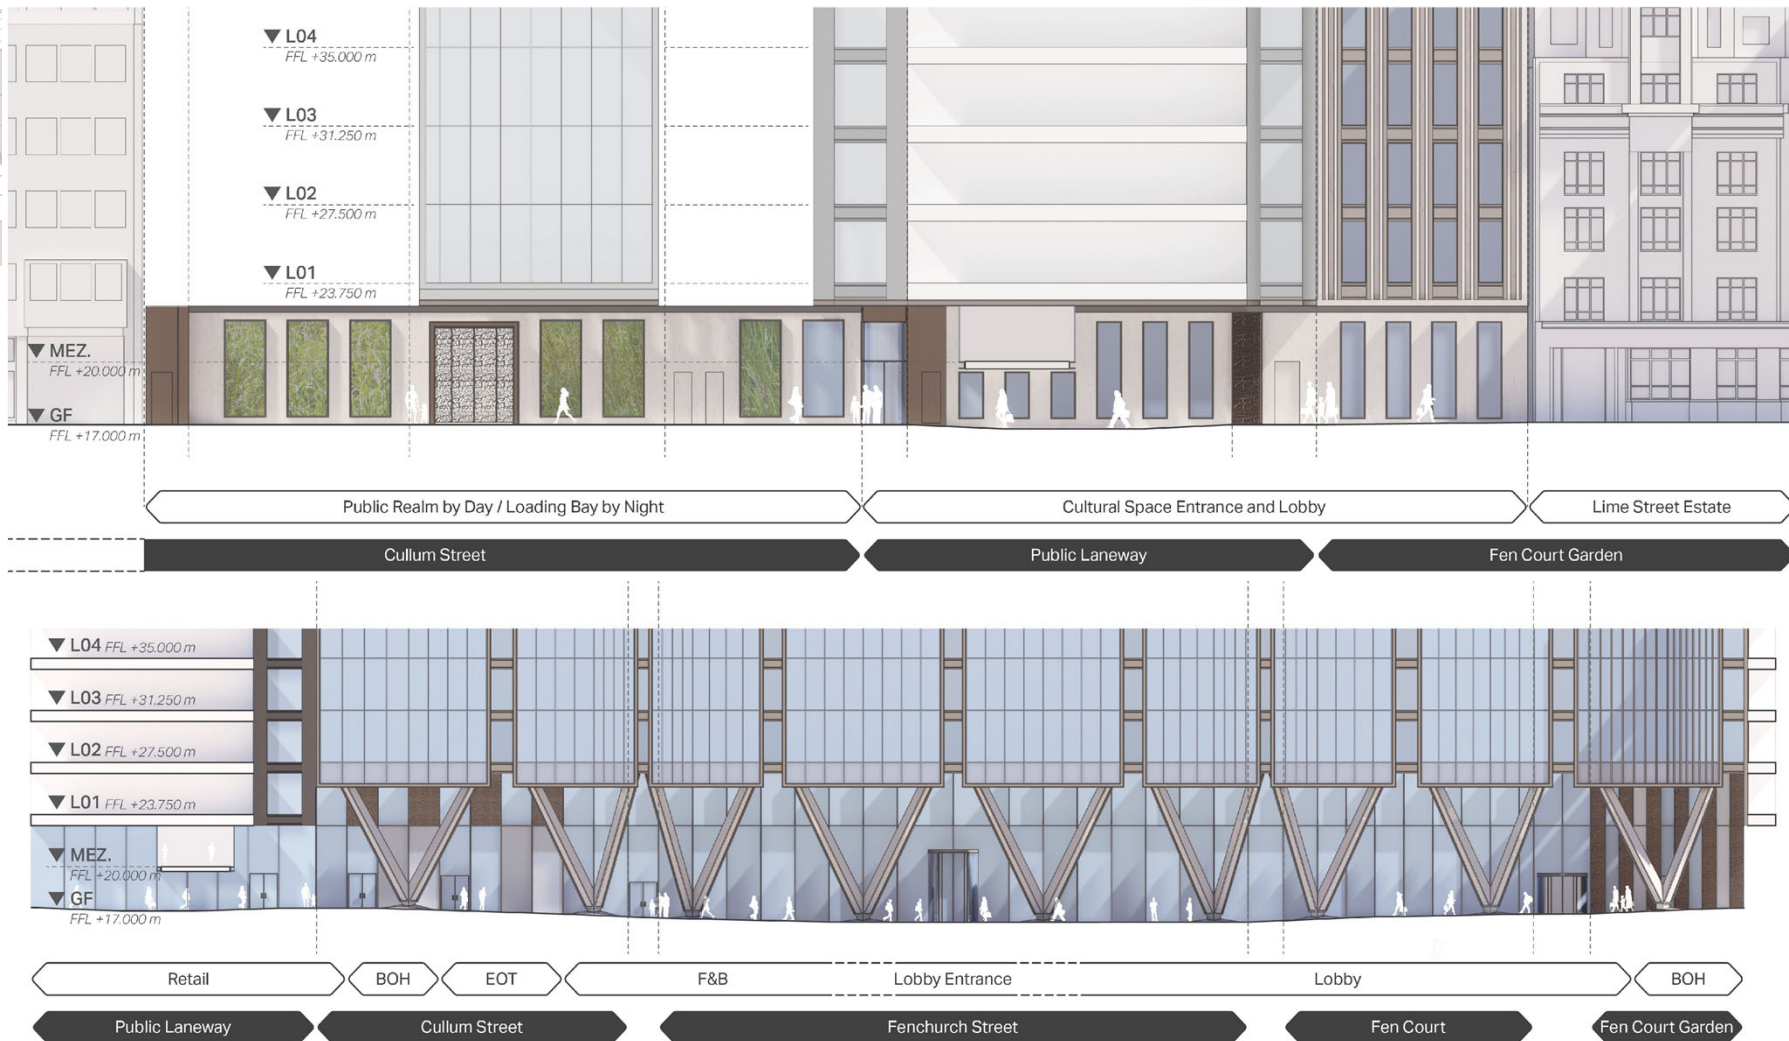 L04
FFL +35.000 m
L03
FFL +31.250 m
L02
FFL +27.500 m
L01
FFL +23.750 m
MEZ.
FFL +20.000 m
GF
FFL +17.000 m
Public Realm by Day / Loading Bay by Night
Cultural Space Entrance and Lobby
Lime Street Estate
Cullum Street
Public Laneway
Fen Court Garden
L04 FFL +35.000 m
L03 FFL +31.250 m
L02 FFL +27.500 m
L01 FFL +23.750 m
MEZ.
FFL +20.000 m
GF
FFL +17.000 m
Retail
BOH
EOT
F&B
Lobby Entrance
Lobby
BOH
Public Laneway
Cullum Street
Fenchurch Street
Fen Court
Fen Court Garden